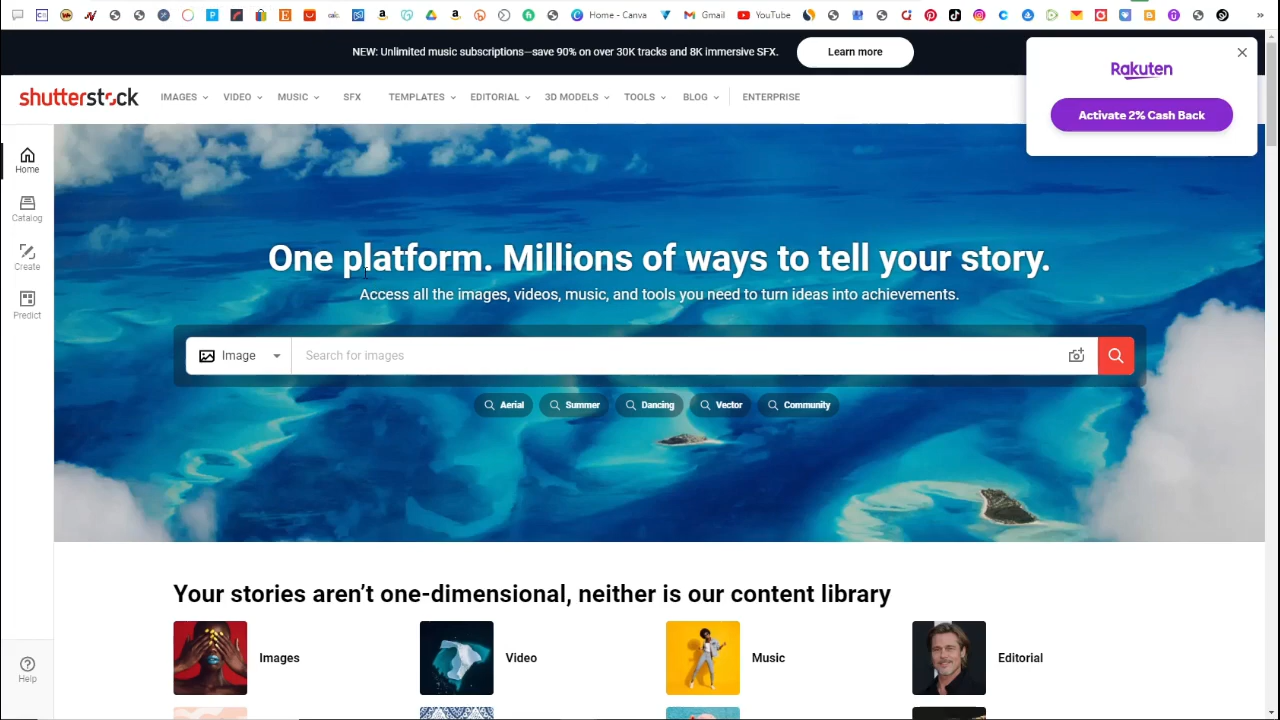 Home - Canva
Gmail
YouTube
NEW: Unlimited music subscriptions—save 90% on over 30K tracks and 8K immersive SFX.
Learn more
Rakuten
Activate 2% Cash Back
shutterstock
IMAGES
VIDEO
MUSIC
SFX
TEMPLATES
EDITORIAL
3D MODELS
TOOLS
BLOG
ENTERPRISE
Home
Catalog
Create
Predict
One platform. Millions of ways to tell your story.
Access all the images, videos, music, and tools you need to turn ideas into achievements.
Image
Search for images
Aerial
Summer
Dancing
Vector
Community
Your stories aren’t one-dimensional, neither is our content library
Images
Video
Music
Editorial
Help